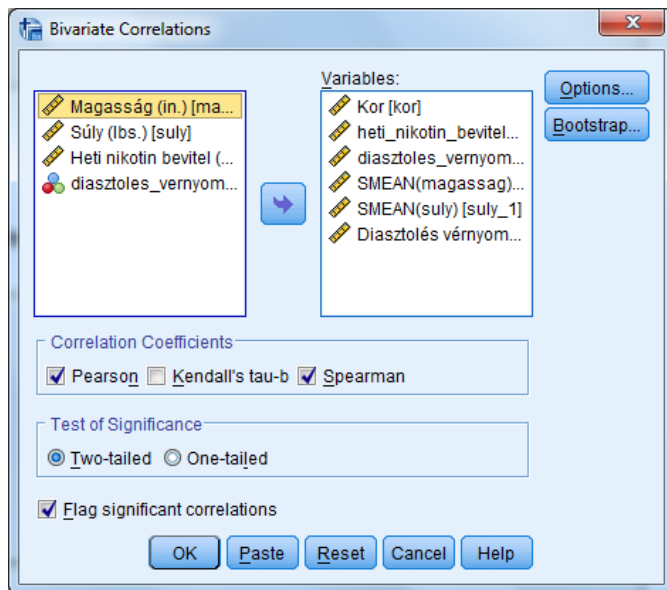 Bivariate Correlations
Variables:
Magasság (in.) [ma...
Súly (lbs.) [suly]
Heti nikotin bevitel (...
diasztoles_vernyom...
Kor [kor]
heti_nikotin_bevitel...
diasztoles_vernyom...
SMEAN(magassag)...
SMEAN(suly) [suly_1]
Diasztolés vérnyom...
Options...
Bootstrap...
Correlation Coefficients
Pearson Kendall's tau-b Spearman
Test of Significance
Two-tailed One-tailed
Flag significant correlations
OK Paste Reset Cancel Help